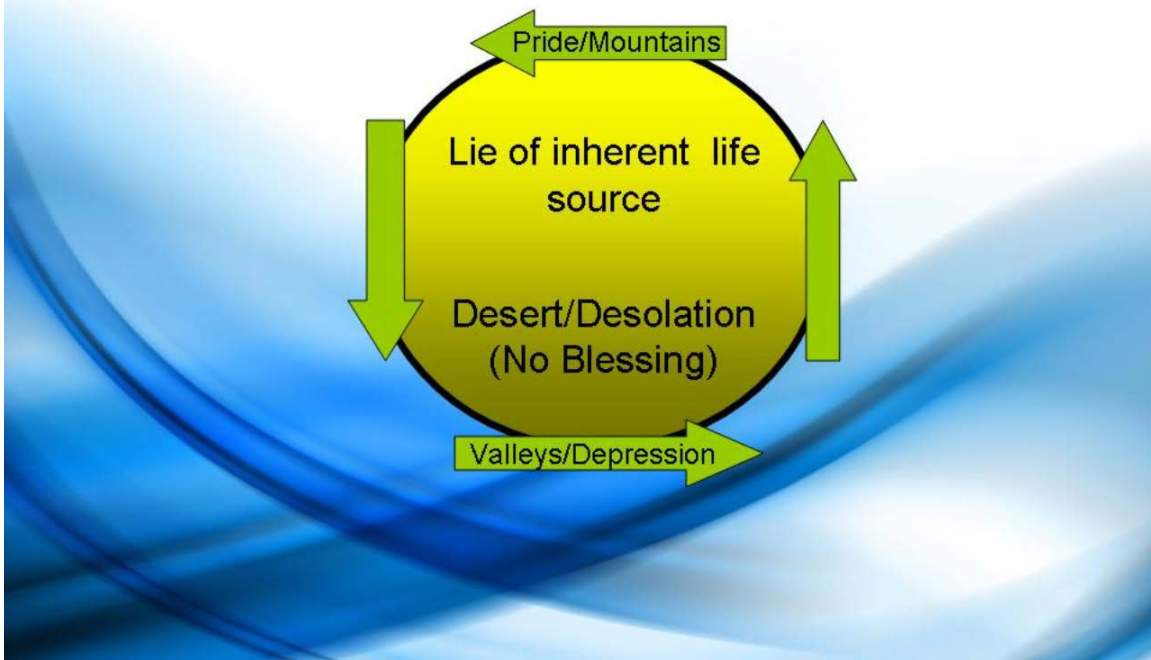 Pride/Mountains
Lie of inherent life
source
Desert/Desolation
(No Blessing)
Valleys/Depression